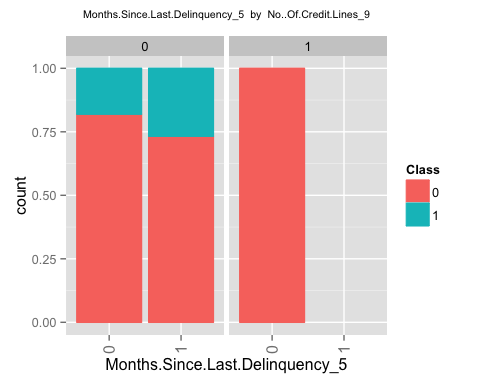 Months.Since.Last.Delinquency_5 by No..Of.Credit.Lines_9
0 1
1.00
0.75
0.50
0.25
0.00
count
0 1 0 1
Months.Since.Last.Delinquency_5
Class
0
1